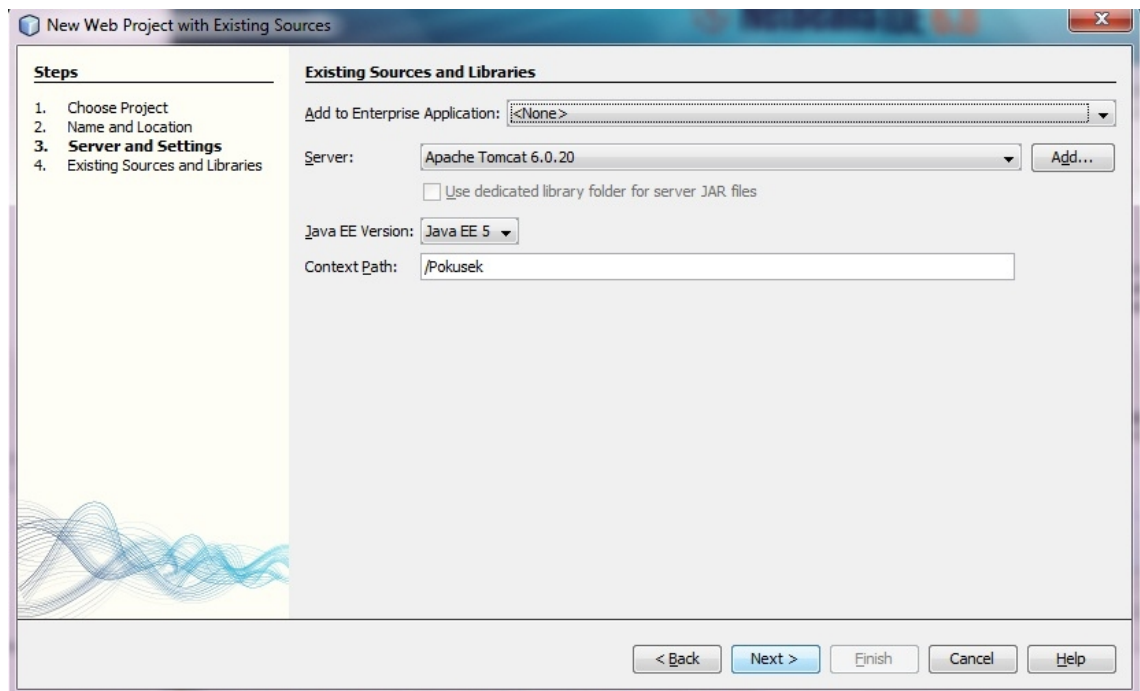 New Web Project with Existing Sources
Steps
1. Choose Project
2. Name and Location
3. Server and Settings
4. Existing Sources and Libraries
Existing Sources and Libraries
Add to Enterprise Application: <None>
Server: Apache Tomcat 6.0.20 Add...
Use dedicated library folder for server JAR files
Java EE Version: Java EE 5
Context Path: /Pokusek
< Back Next > Finish Cancel Help